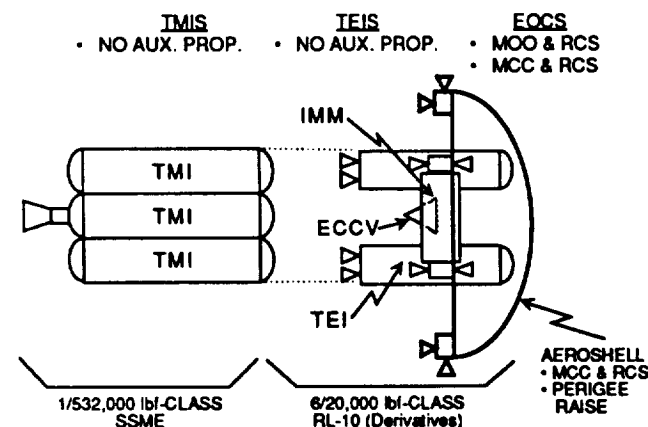 TMIS
• NO AUX. PROP.
TEIS
• NO AUX. PROP.
EOCS
• MOO & RCS
• MCC & RCS
IMM
TMI
TMI
TMI
ECCV
TEI
AEROSHELL
• MCC & RCS
• PERIGEE
RAISE
1/532,000 lbf-CLASS
SSME
6/20,000 lbf-CLASS
RL-10 (Derivatives)